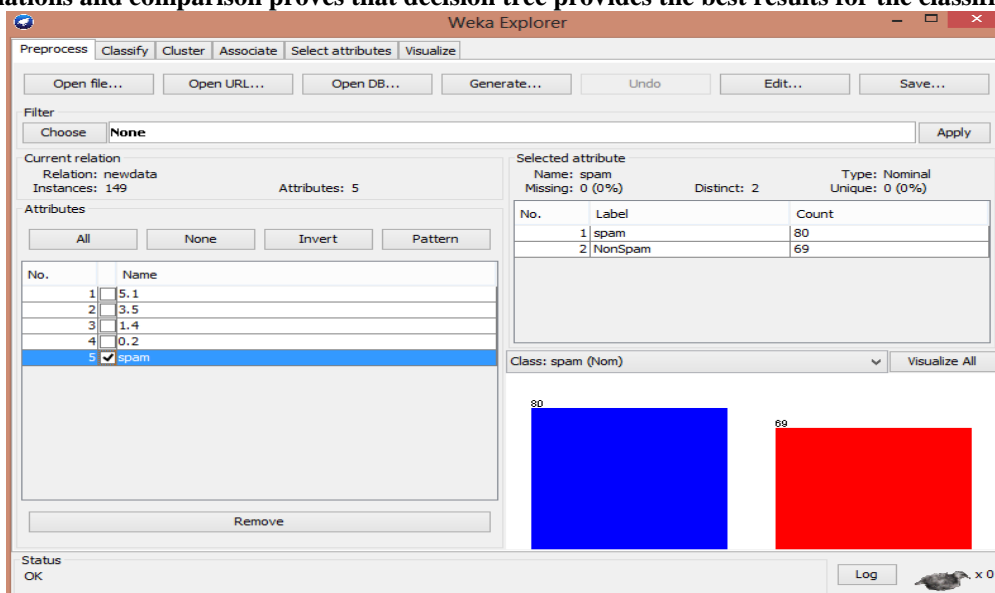 ations and comparison proves that decision tree provides the best results for the classifi
Weka Explorer
Preprocess Classify Cluster Associate Select attributes Visualize
Open file... Open URL... Open DB... Generate... Undo Edit... Save...
Filter
Choose None Apply
Current relation
Relation: newdata
Instances: 149 Attributes: 5
Selected attribute
Name: spam Type: Nominal
Missing: 0 (0%) Distinct: 2 Unique: 0 (0%)
Attributes
All None Invert Pattern
No. Name
1 5.1
2 3.5
3 1.4
4 0.2
5 spam
Remove
No. Label Count
1 spam 80
2 NonSpam 69
Class: spam (Nom) Visualize All
80
69
Status
OK
Log x 0